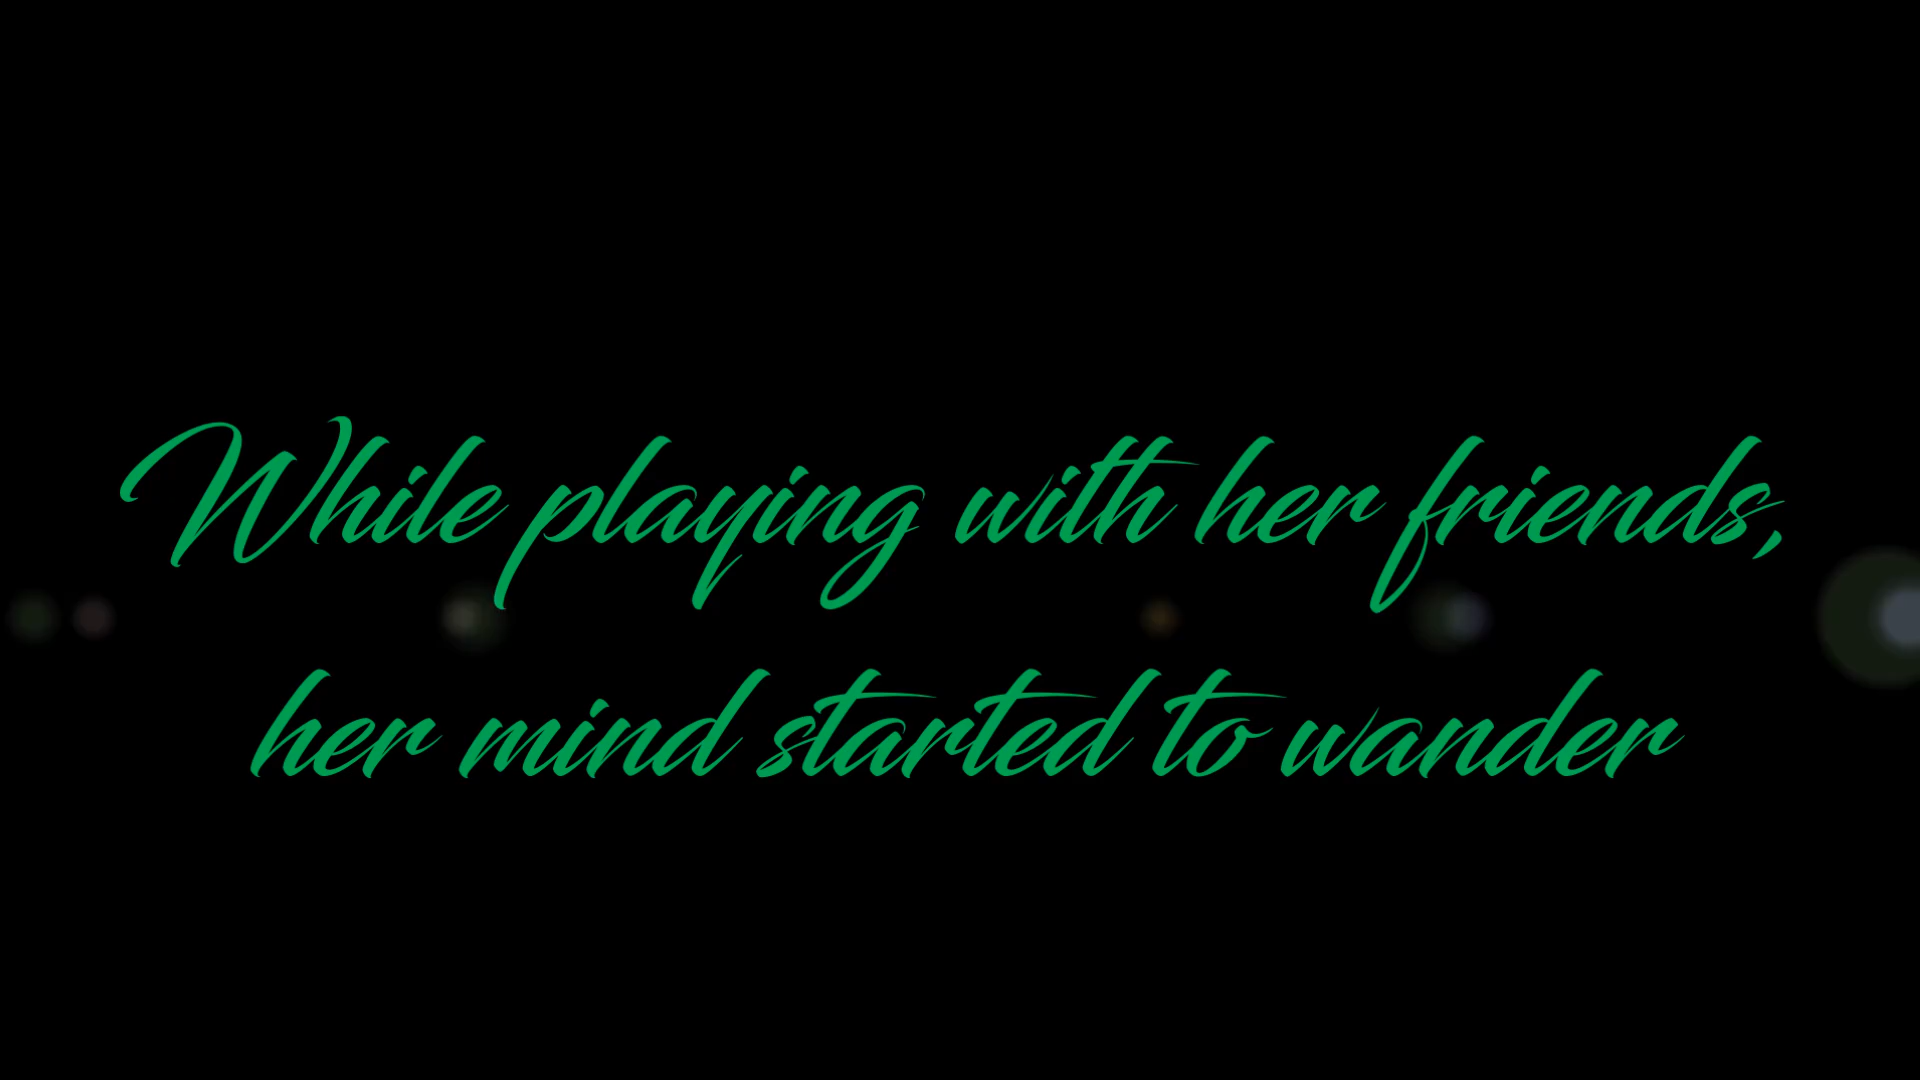 While playing with her friends,
her mind started to wander